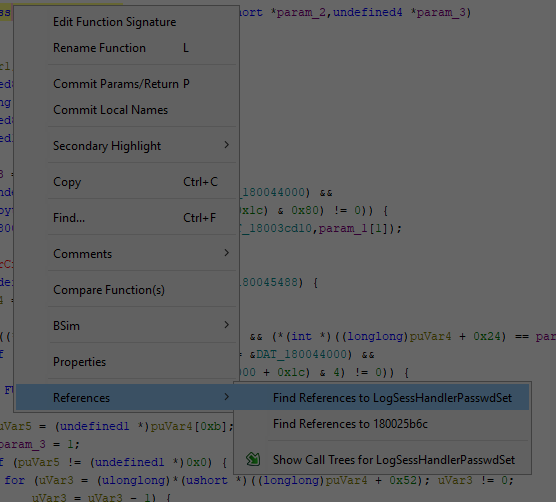 ss hort *param_2,undefined4 *param_3)
Edit Function Signature
Rename Function L
Commit Params/Return P
Commit Local Names
Secondary Highlight
Copy Ctrl+C
_180044000) &&
Find... Ctrl+F
0x1c) & 0x80) != 0)) {
T_18003cd10,param_1[1]);
Comments
Compare Function(s)
180045488) {
BSim
&& (*(int *)((longlong)puVar4 + 0x24) == par
Properties
&DAT_180044000) &&
000 + 0x1c) & 4) != 0)) {
References
Find References to LogSessHandlerPasswdSet
Find References to 180025b6c
Show Call Trees for LogSessHandlerPasswdSet
uVar5 = (undefined1 *)puVar4[0xb];
param_3 = 1;
f (puVar5 != (undefined1 *)0x0) {
for (uVar3 = (ulonglong)*(ushort *)((longlong)puVar4 + 0x52); uVar3 != 0;
uVar3 = uVar3 - 1) {